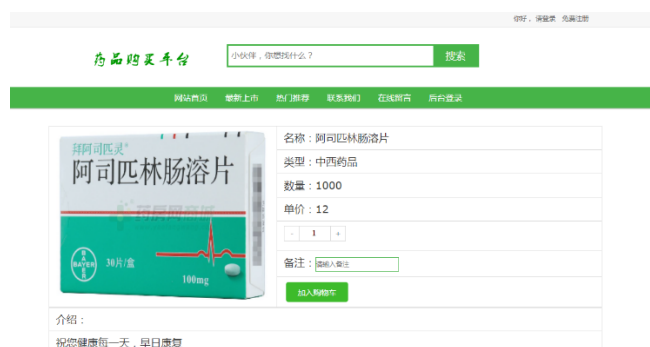 你好，请登录 免费注册
药品购买平台
小伙伴，你想找什么？ 搜索
网站首页 最新上市 热门推荐 联系我们 在线留言 后台登录
拜阿司匹灵
阿司匹林肠溶片
药房网商城
BAYER
30片/盒
100mg
名称：阿司匹林肠溶片
类型：中西药品
数量：1000
单价：12
- 1 +
备注：请输入备注
加入购物车
介绍：
祝您健康每一天，早日康复